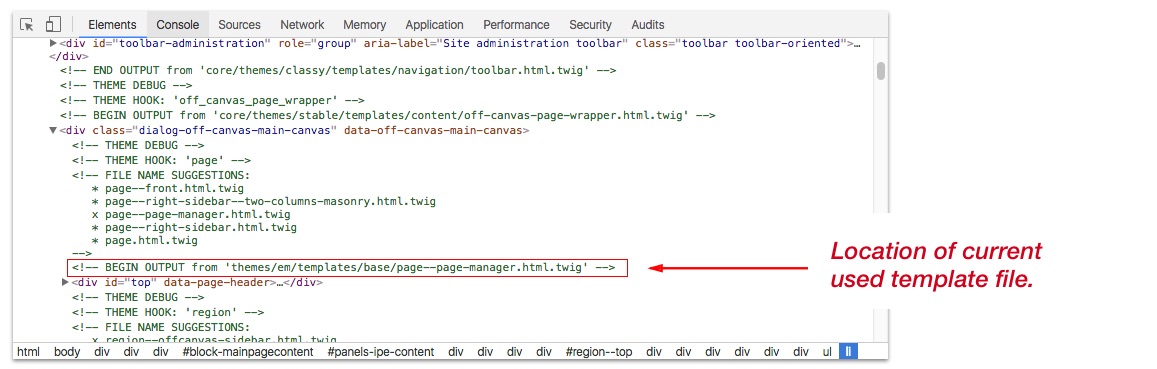 Elements Console Sources Network Memory Application Performance Security Audits
▶<div id="toolbar-administration" role="group" aria-label="Site administration toolbar" class="toolbar toolbar-oriented">…
</div>
<!-- END OUTPUT from 'core/themes/classy/templates/navigation/toolbar.html.twig' -->
<!-- THEME DEBUG -->
<!-- THEME HOOK: 'off_canvas_page_wrapper' -->
<!-- BEGIN OUTPUT from 'core/themes/stable/templates/content/off-canvas-page-wrapper.html.twig' -->
▼<div class="dialog-off-canvas-main-canvas" data-off-canvas-main-canvas>
<!-- THEME DEBUG -->
<!-- THEME HOOK: 'page' -->
<!-- FILE NAME SUGGESTIONS:
* page--front.html.twig
* page--right-sidebar--two-columns-masonry.html.twig
x page--page-manager.html.twig
* page--right-sidebar.html.twig
* page.html.twig
-->
<!-- BEGIN OUTPUT from 'themes/em/templates/base/page--page-manager.html.twig' -->
Location of current
used template file.
▶<div id="top" data-page-header>…</div>
<!-- THEME DEBUG -->
<!-- THEME HOOK: 'region' -->
<!-- FILE NAME SUGGESTIONS:
x region--offcanvas-sidebar.html.twig
html body div div div #block-mainpagecontent #panels-ipe-content div div div div #region--top div div div div div div ul li